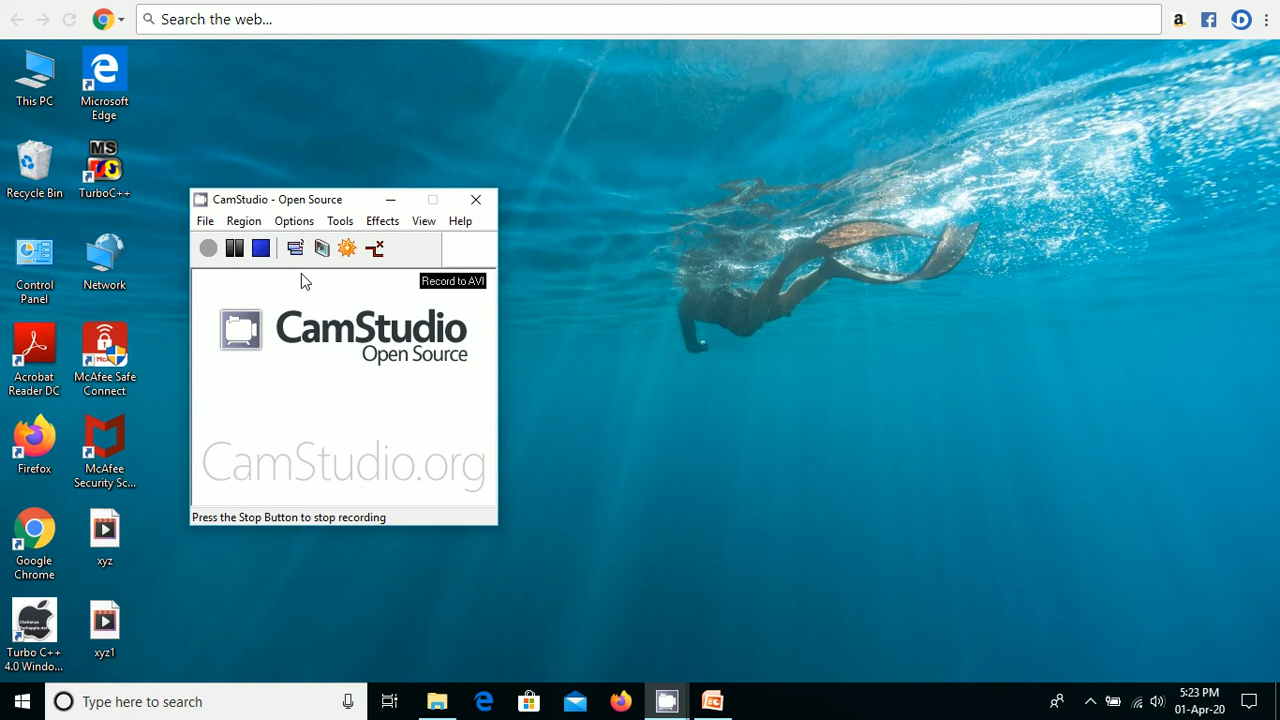 Search the web...
This PC
Microsoft
Edge
Recycle Bin
MS
TurboC++
Control
Panel
Network
Acrobat
Reader DC
McAfee Safe
Connect
Firefox
McAfee
Security Sc...
Google
Chrome
xyz
Turbo C++
4.0 Windo...
xyz1
CamStudio - Open Source
File Region Options Tools Effects View Help
Record to AVI
CamStudio
Open Source
CamStudio.org
Press the Stop Button to stop recording
Type here to search
5:23 PM
01-Apr-20